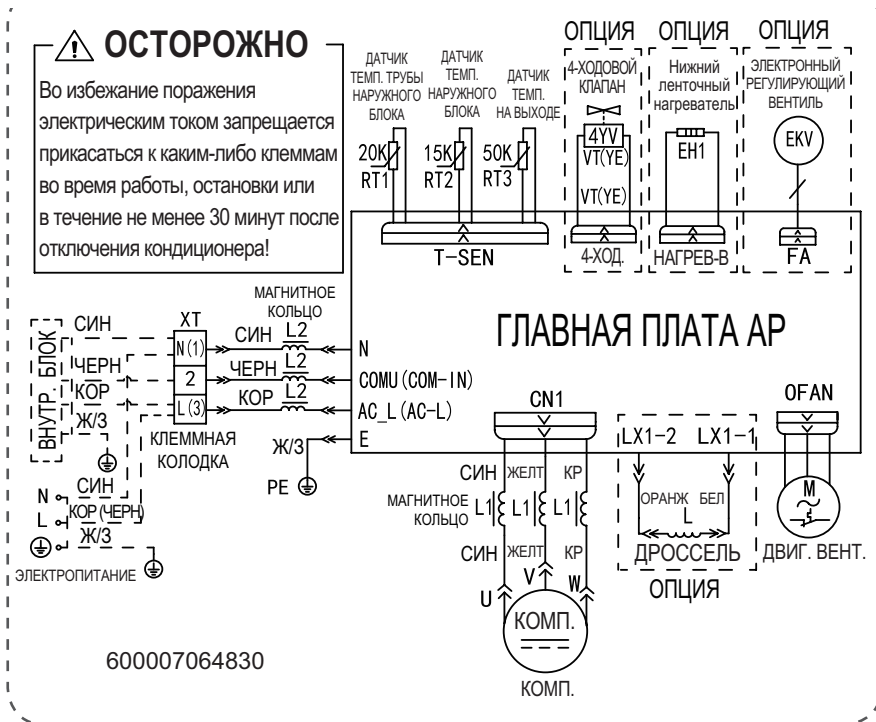 ОСТОРОЖНО
Во избежание поражения
электрическим током запрещается
прикасаться к каким-либо клеммам
во время работы, остановки или
в течение не менее 30 минут после
отключения кондиционера!
ДАТЧИК
ТЕМП. ТРУБЫ
НАРУЖНОГО
БЛОКА
20K
RT1
ДАТЧИК
ТЕМП.
НАРУЖНОГО
БЛОКА
15K
RT2
ДАТЧИК
ТЕМП.
НА ВЫХОДЕ
50K
RT3
T-SEN
ОПЦИЯ
4-ХОДОВОЙ
КЛАПАН
4YV
VT(YE)
VT(YE)
4-ХОД.
ОПЦИЯ
Нижний
ленточный
нагреватель
EH1
НАГРЕВ-В
ОПЦИЯ
ЭЛЕКТРОННЫЙ
РЕГУЛИРУЮЩИЙ
ВЕНТИЛЬ
EKV
FA
ГЛАВНАЯ ПЛАТА AP
ВНУТР. БЛОК
СИН
ЧЕРН
КОР
Ж/З
XT
N(1)
2
L(3)
КЛЕММНАЯ
КОЛОДКА
МАГНИТНОЕ
КОЛЬЦО
СИН L2
ЧЕРН L2
КОР L2
N
COMU(COM-IN)
AC_L(AC-L)
E
Ж/З
PE
N СИН
L КОР(ЧЕРН)
Ж/З
ЭЛЕКТРОПИТАНИЕ
CN1
СИН ЖЕЛТ КР
МАГНИТНОЕ
КОЛЬЦО
L1 L1 L1
СИН ЖЕЛТ КР
U V W
КОМП.
КОМП.
LX1-2 LX1-1
ОРАНЖ БЕЛ
L
ДРОССЕЛЬ
ОПЦИЯ
OFAN
M
ДВИГ. ВЕНТ.
600007064830